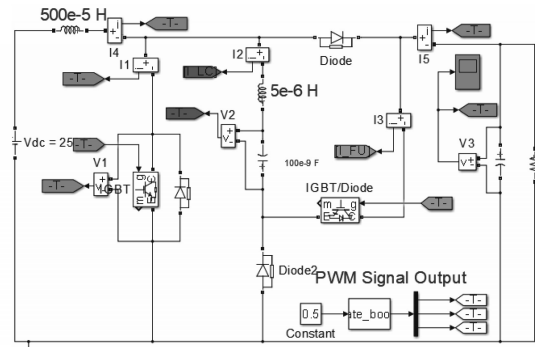 500e-5 H
-T-
I4
I1
-T-
I2
I_LC
5e-6 H
Diode
I5
-T-
-T-
V2
I3
-T-
V3
Vdc = 25
-T-
V1
-T-
IGBT
m
g
E
C
100e-9 F
I_FU
IGBT/Diode
-T-
m
g
E
C
Diode2
PWM Signal Output
0.5
Constant
ate_boo
-T-
-T-
-T-